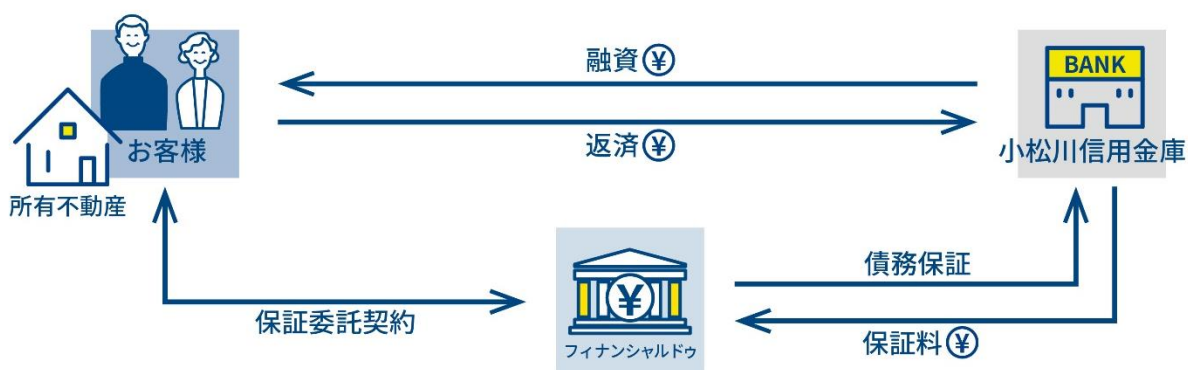 融資¥
BANK
返済¥
お客様
小松川信用金庫
所有不動産
債務保証
¥
保証委託契約
保証料¥
フィナンシャルドゥ